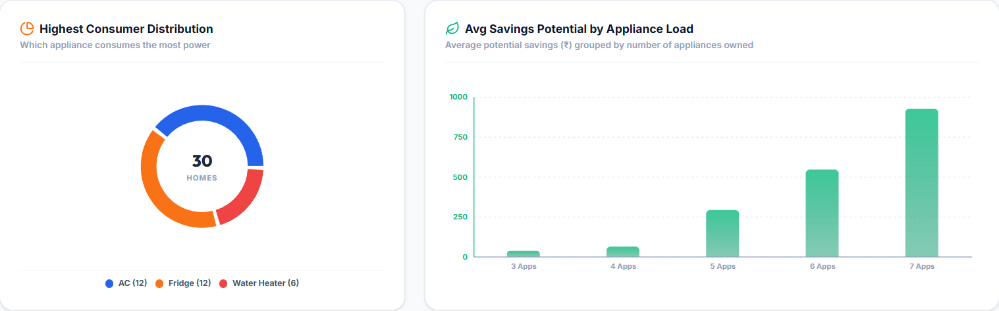 Highest Consumer Distribution
Which appliance consumes the most power
30
HOMES
AC (12) Fridge (12) Water Heater (6)
Avg Savings Potential by Appliance Load
Average potential savings (₹) grouped by number of appliances owned
1000
750
500
250
0
3 Apps 4 Apps 5 Apps 6 Apps 7 Apps